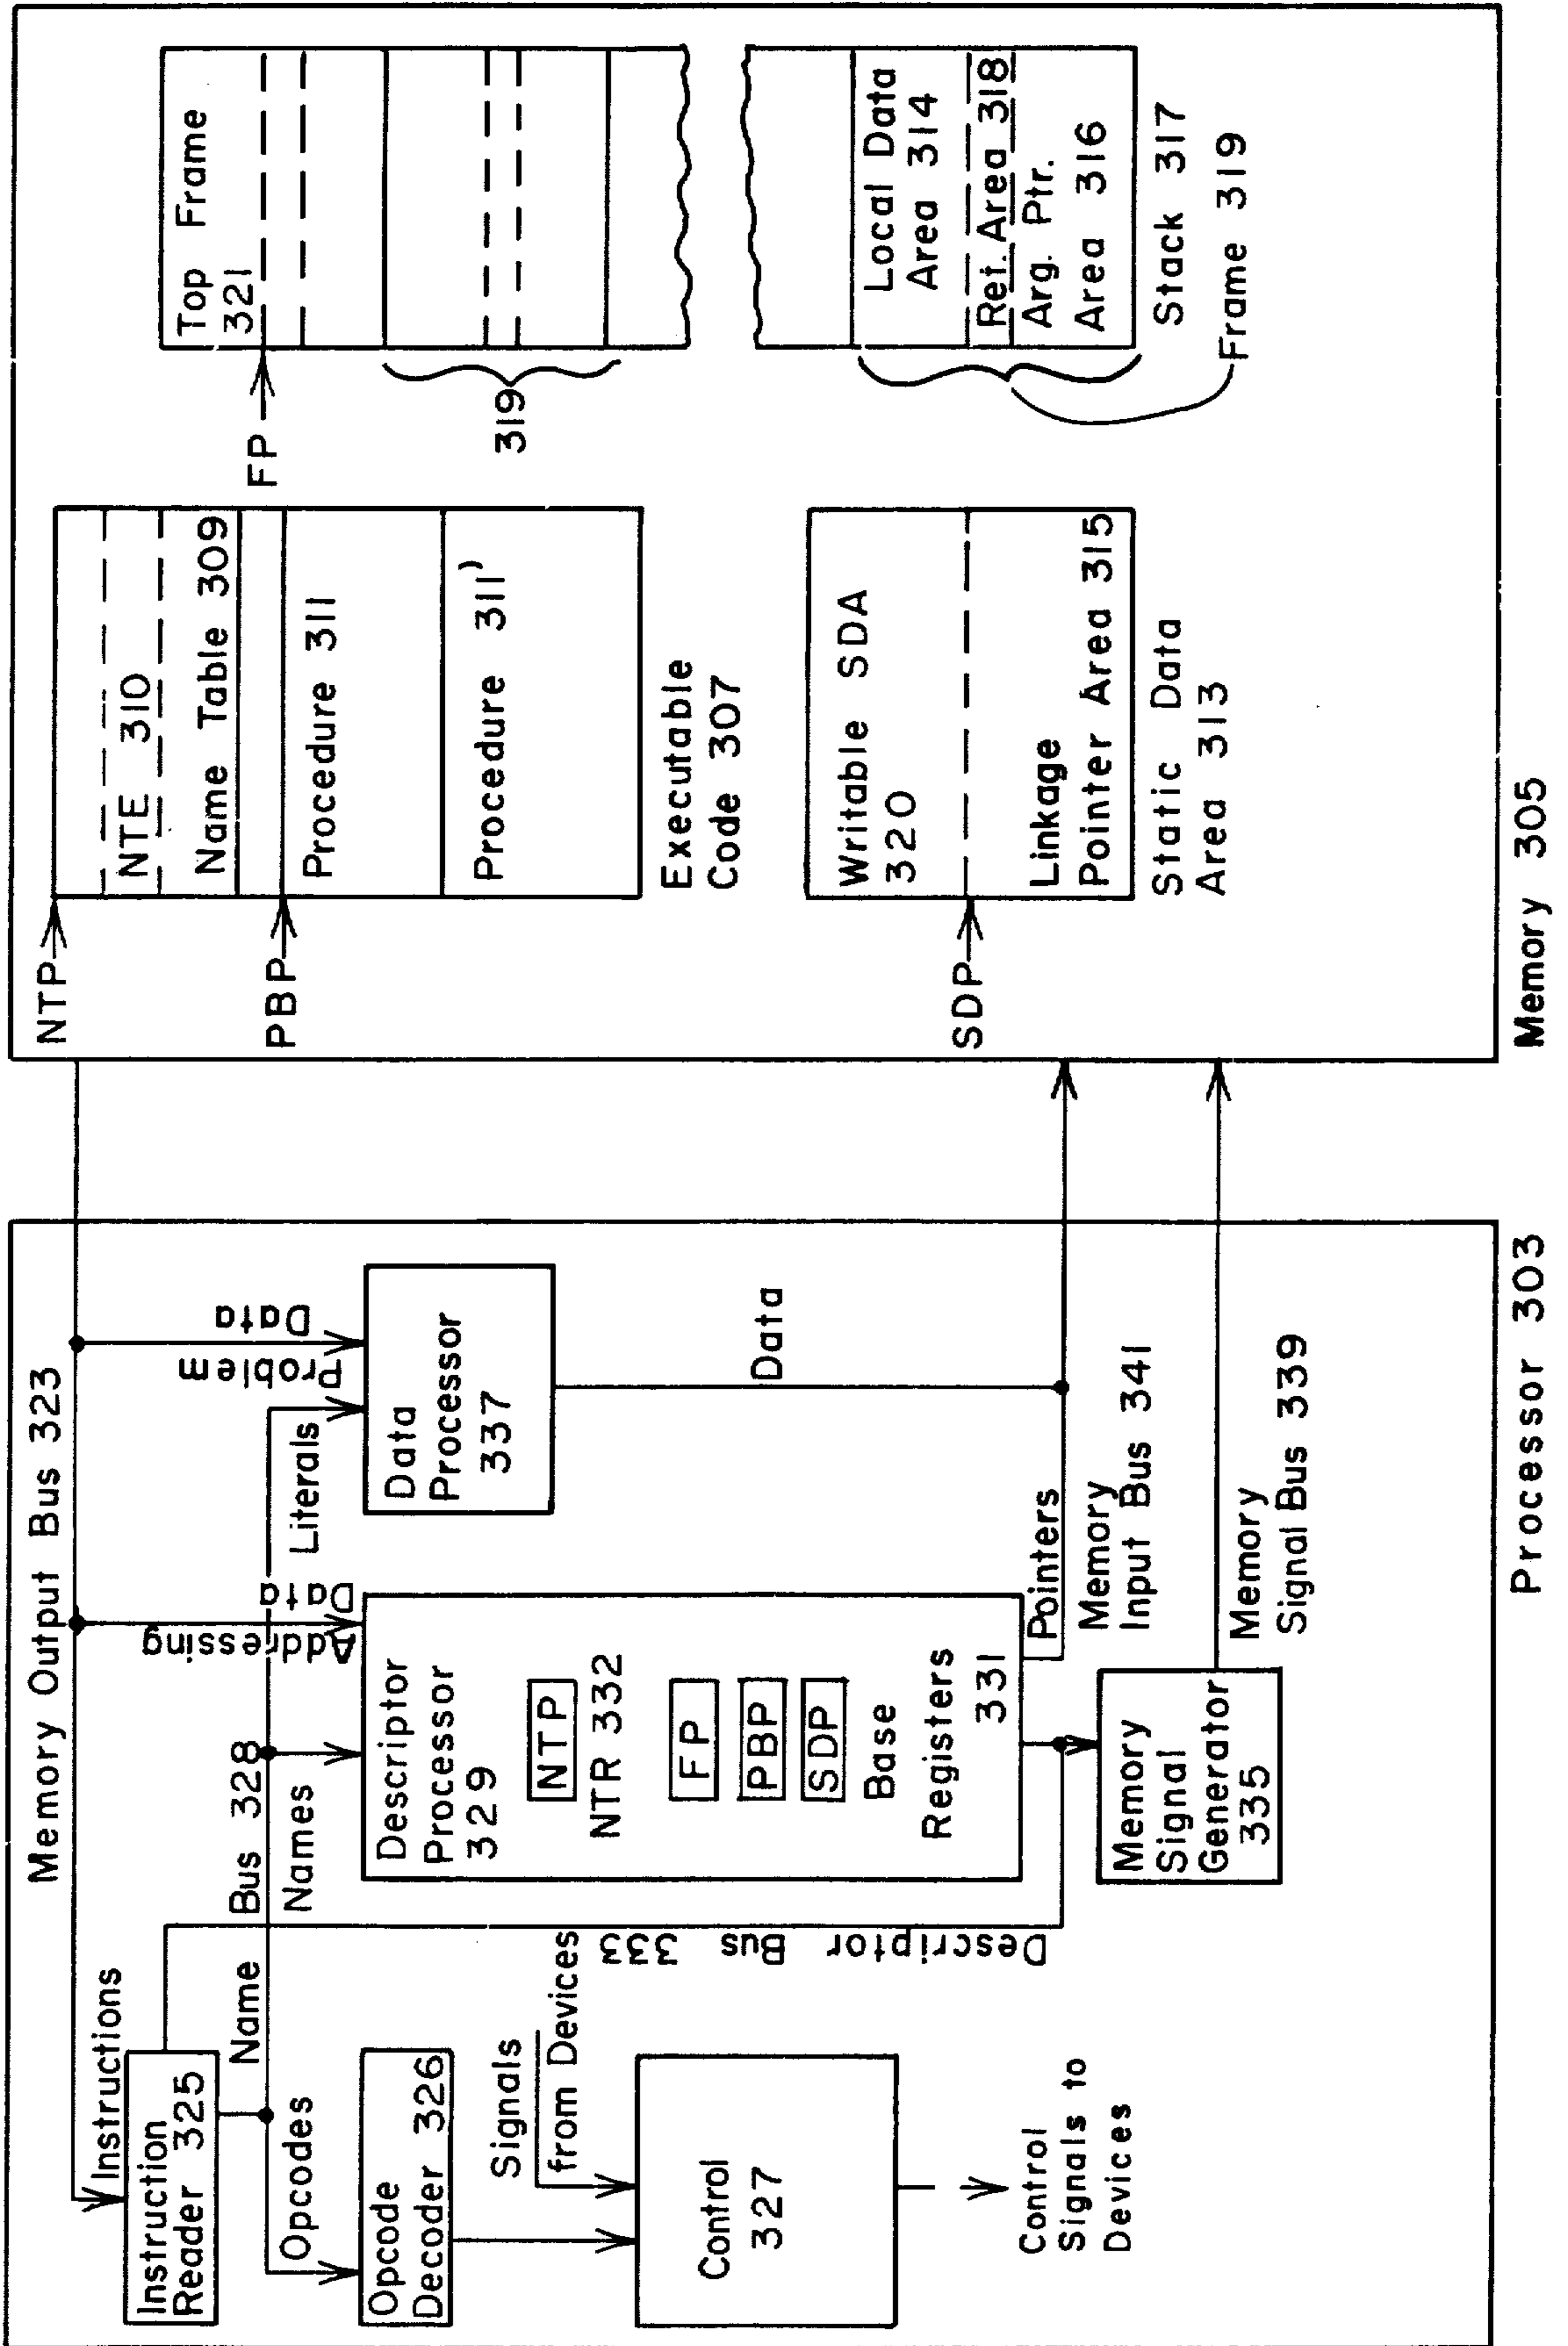 Processor 303
Memory Output Bus 323
Instructions
Instruction
Reader 325
Name Bus 328
Opcodes
Names
Literals
Addressing
Data
Problem
Data
Opcode
Decoder 326
Signals
from Devices
Control
327
Control
Signals to
Devices
Descriptor Bus 333
Descriptor
Processor
329
NTP
NTR 332
FP
PBP
SDP
Base
Registers
331
Data
Processor
337
Data
Pointers
Memory
Input Bus 341
Memory
Signal
Generator
335
Memory
Signal Bus 339
Memory 305
NTP
NTE 310
Name Table 309
PBP
Procedure 311
Procedure 311'
Executable
Code 307
SDP
Writable SDA
320
Linkage
Pointer Area 315
Static Data
Area 313
FP
Top Frame
321
319
Local Data
Area 314
Ret. Area 318
Arg. Ptr.
Area 316
Stack 317
Frame 319